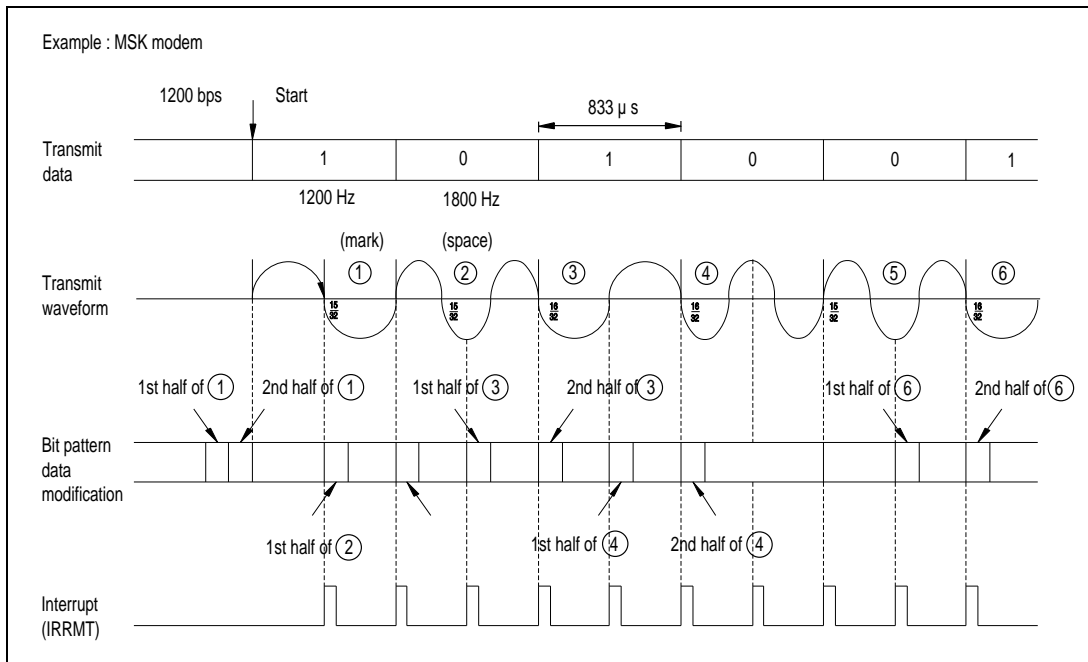 Example : MSK modem
1200 bps
Start
833 µ s
Transmit
data
1
0
1
0
0
1
1200 Hz
1800 Hz
(mark)
(space)
Transmit
waveform
①
②
③
④
⑤
⑥
15
32
15
32
16
32
16
32
15
32
16
32
1st half of ①
2nd half of ①
1st half of ③
2nd half of ③
1st half of ⑥
2nd half of ⑥
Bit pattern
data
modification
1st half of ②
1st half of ④
2nd half of ④
Interrupt
(IRRMT)